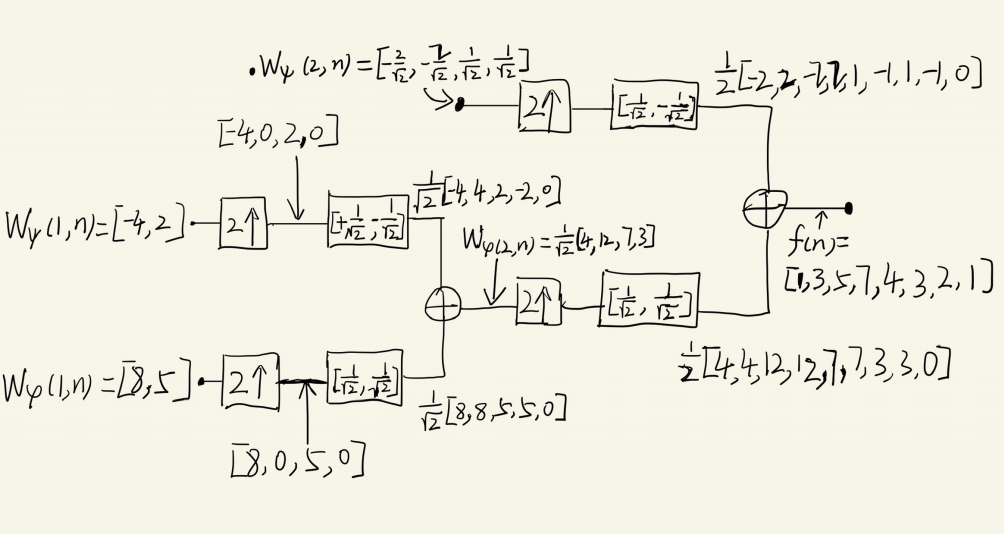 .Wψ(2,n)=[-2/√2,-2/√2,1/√2,1/√2]
2↑
[1/√2,-1/√2]
1/2[-2,2,-2,2,1,-1,1,-1,0]
[-4,0,2,0]
Wψ(1,n)=[-4,2]
2↑
[+1/√2,-1/√2]
1/√2[-4,4,2,-2,0]
Wφ(2,n)=1/√2[4,12,7,3]
2↑
[1/√2,1/√2]
f(n)=
[1,3,5,7,4,3,2,1]
1/2[4,4,12,12,7,7,3,3,0]
Wφ(1,n)=[8,5]
2↑
1/√2[8,8,5,5,0]
[8,0,5,0]